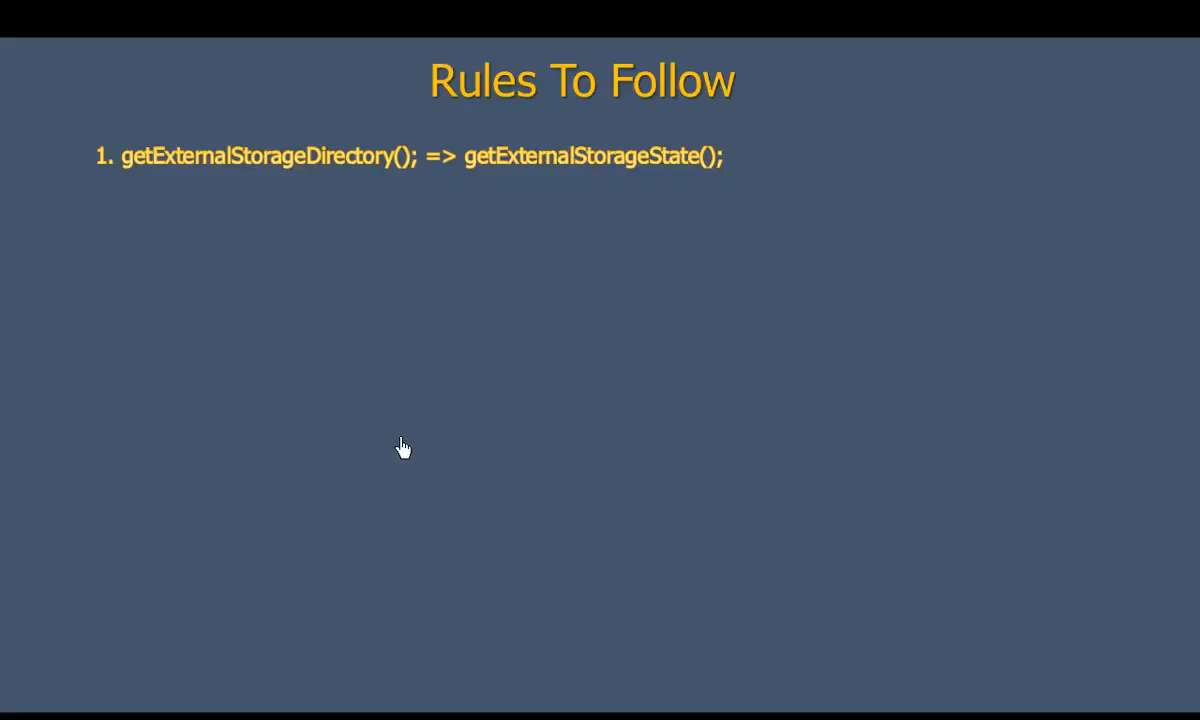 Rules To Follow
1. getExternalStorageDirectory(); => getExternalStorageState();